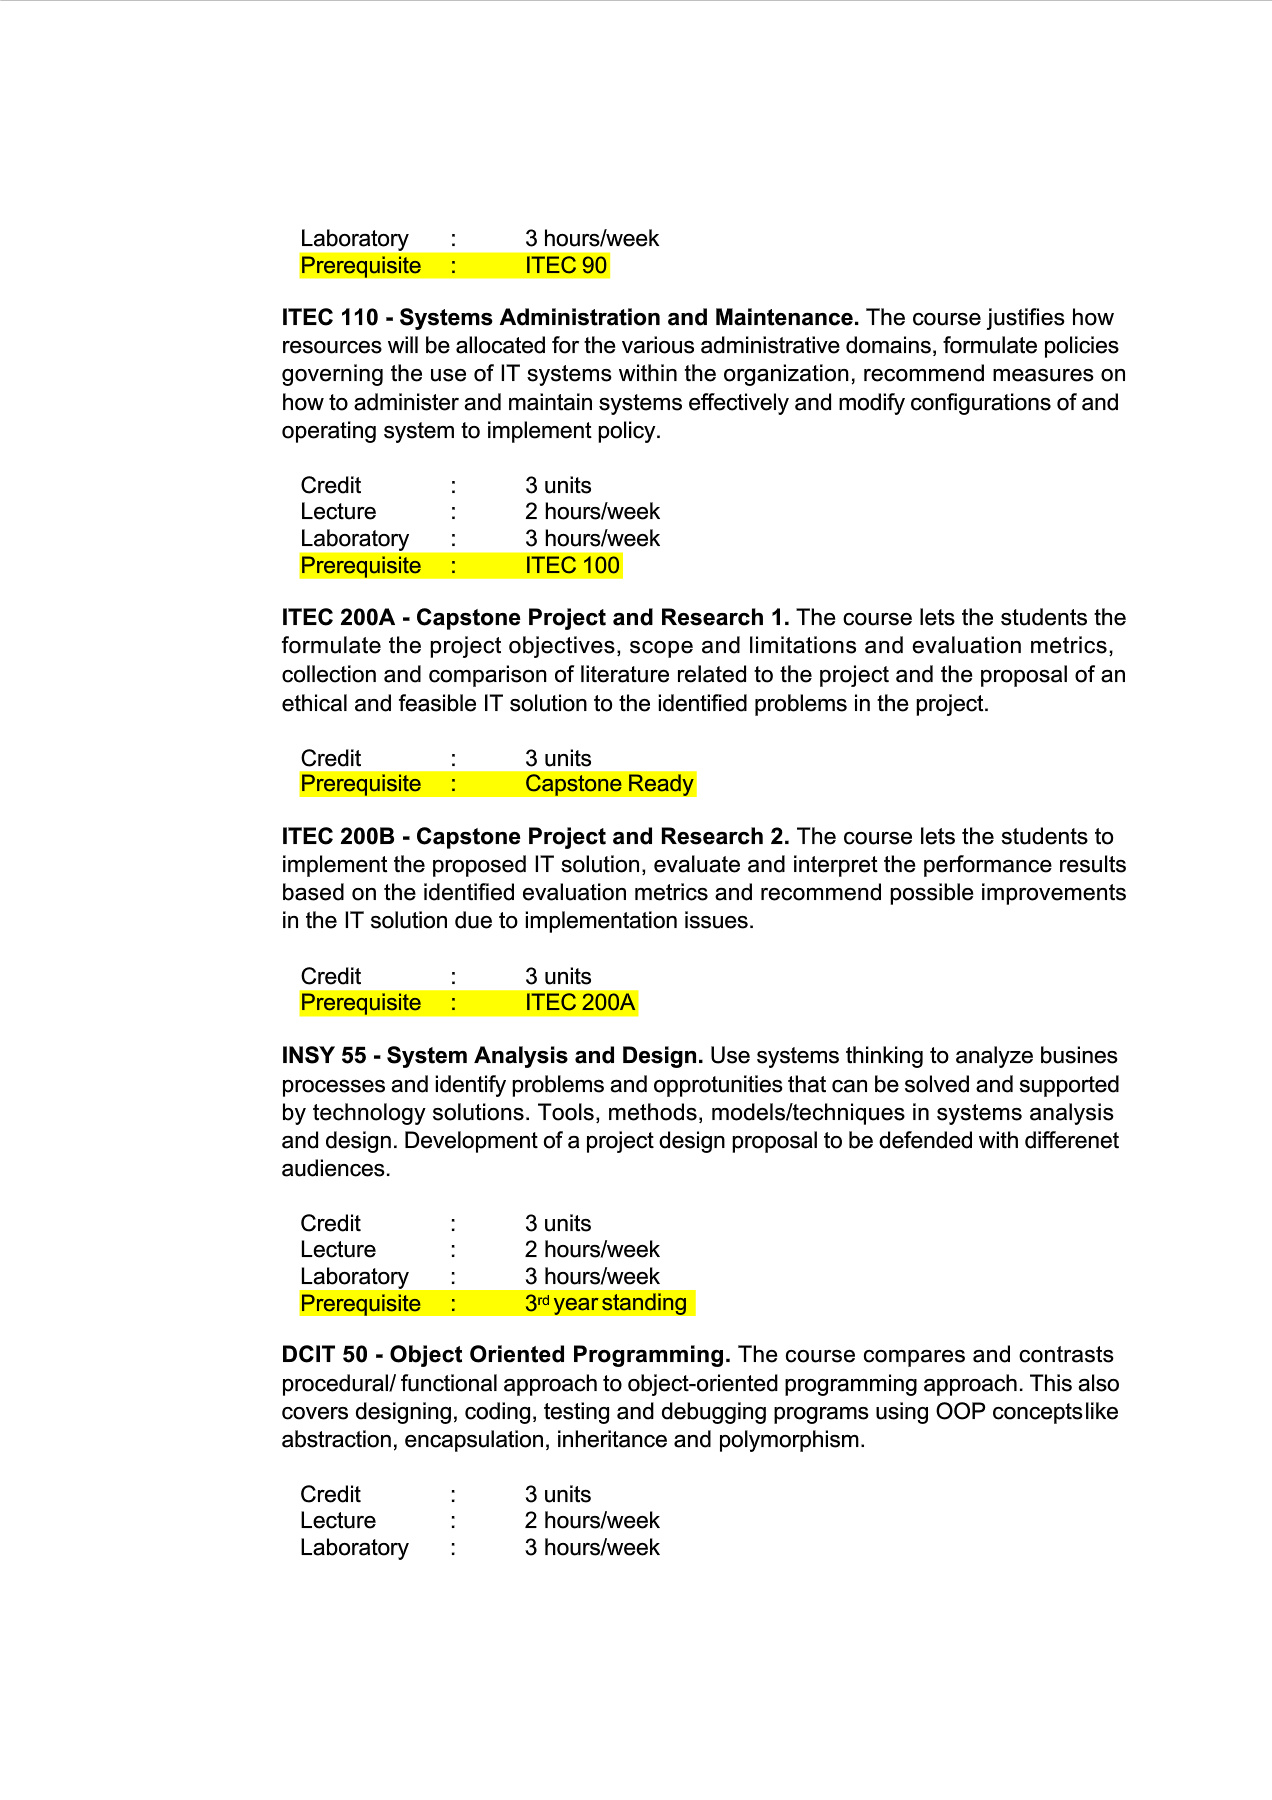 Laboratory : 3 hours/week
Prerequisite : ITEC 90
ITEC 110 - Systems Administration and Maintenance. The course justifies how
resources will be allocated for the various administrative domains, formulate policies
governing the use of IT systems within the organization, recommend measures on
how to administer and maintain systems effectively and modify configurations of and
operating system to implement policy.
Credit : 3 units
Lecture : 2 hours/week
Laboratory : 3 hours/week
Prerequisite : ITEC 100
ITEC 200A - Capstone Project and Research 1. The course lets the students the
formulate the project objectives, scope and limitations and evaluation metrics,
collection and comparison of literature related to the project and the proposal of an
ethical and feasible IT solution to the identified problems in the project.
Credit : 3 units
Prerequisite : Capstone Ready
ITEC 200B - Capstone Project and Research 2. The course lets the students to
implement the proposed IT solution, evaluate and interpret the performance results
based on the identified evaluation metrics and recommend possible improvements
in the IT solution due to implementation issues.
Credit : 3 units
Prerequisite : ITEC 200A
INSY 55 - System Analysis and Design. Use systems thinking to analyze busines
processes and identify problems and opprotunities that can be solved and supported
by technology solutions. Tools, methods, models/techniques in systems analysis
and design. Development of a project design proposal to be defended with differenet
audiences.
Credit : 3 units
Lecture : 2 hours/week
Laboratory : 3 hours/week
Prerequisite : 3rd year standing
DCIT 50 - Object Oriented Programming. The course compares and contrasts
procedural/ functional approach to object-oriented programming approach. This also
covers designing, coding, testing and debugging programs using OOP concepts like
abstraction, encapsulation, inheritance and polymorphism.
Credit : 3 units
Lecture : 2 hours/week
Laboratory : 3 hours/week